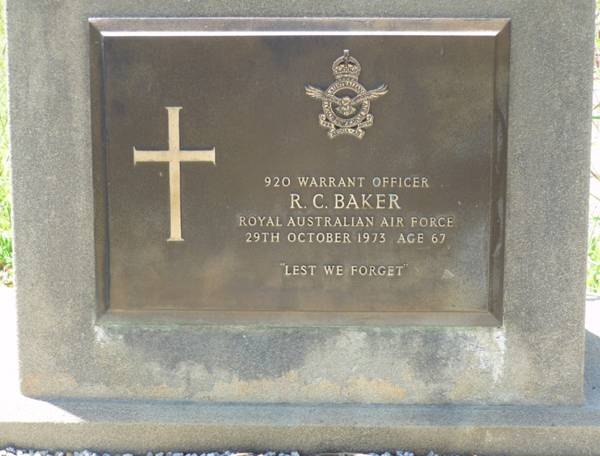 920 WARRANT OFFICER
R. C. BAKER
ROYAL AUSTRALIAN AIR FORCE
29TH OCTOBER 1973 AGE 67
"LEST WE FORGET"